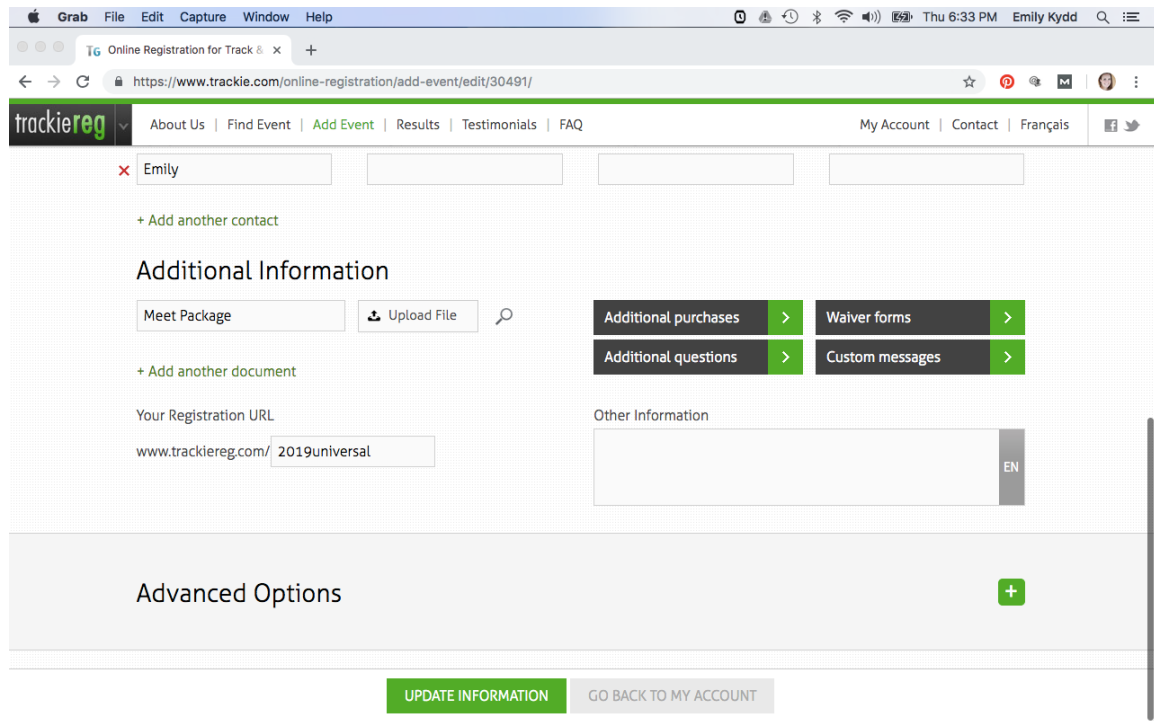 Grab File Edit Capture Window Help Thu 6:33 PM Emily Kydd
TG Online Registration for Track &
https://www.trackie.com/online-registration/add-event/edit/30491/
trackiereg About Us | Find Event | Add Event | Results | Testimonials | FAQ My Account | Contact | Français
Emily
+ Add another contact
Additional Information
Meet Package Upload File Additional purchases Waiver forms
Additional questions Custom messages
+ Add another document
Your Registration URL Other Information
www.trackiereg.com/ 2019universal
EN
Advanced Options
UPDATE INFORMATION GO BACK TO MY ACCOUNT